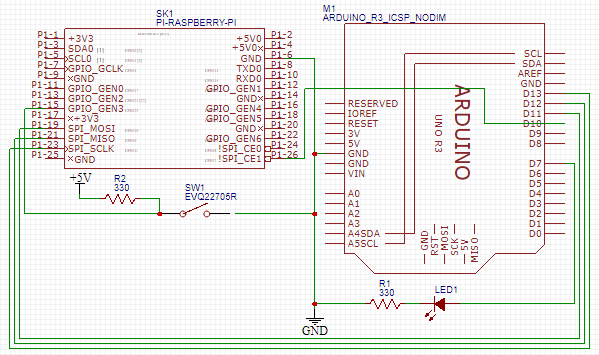 SK1
PI-RASPBERRY-PI
P1-1 +3V3 +5V0 P1-2
P1-3 SDA0 +5V0 P1-4
P1-5 SCL0 GND P1-6
P1-7 GPIO_GCLK TXD0 P1-8
P1-9 GND RXD0 P1-10
P1-11 GPIO_GEN0 GPIO_GEN1 P1-12
P1-13 GPIO_GEN2 GND P1-14
P1-15 GPIO_GEN3 GPIO_GEN4 P1-16
P1-17 +3V3 GPIO_GEN5 P1-18
P1-19 SPI_MOSI GND P1-20
P1-21 SPI_MISO GPIO_GEN6 P1-22
P1-23 SPI_SCLK !SPI_CE0 P1-24
P1-25 GND !SPI_CE1 P1-26
+5V
R2
330
SW1
EVQ22705R
M1
ARDUINO_R3_ICSP_NODIM
SCL
SDA
AREF
GND
RESERVED D13
IOREF D12
RESET D11
3V D10
5V D9
GND D8
GND D7
VIN D6
A0 D5
A1 D4
A2 D3
A3 D2
A4SDA D1
A5SCL D0
ARDUINO
UNO R3
GND
RST
MOSI
SCK
5V
MISO
R1
330
LED1
GND